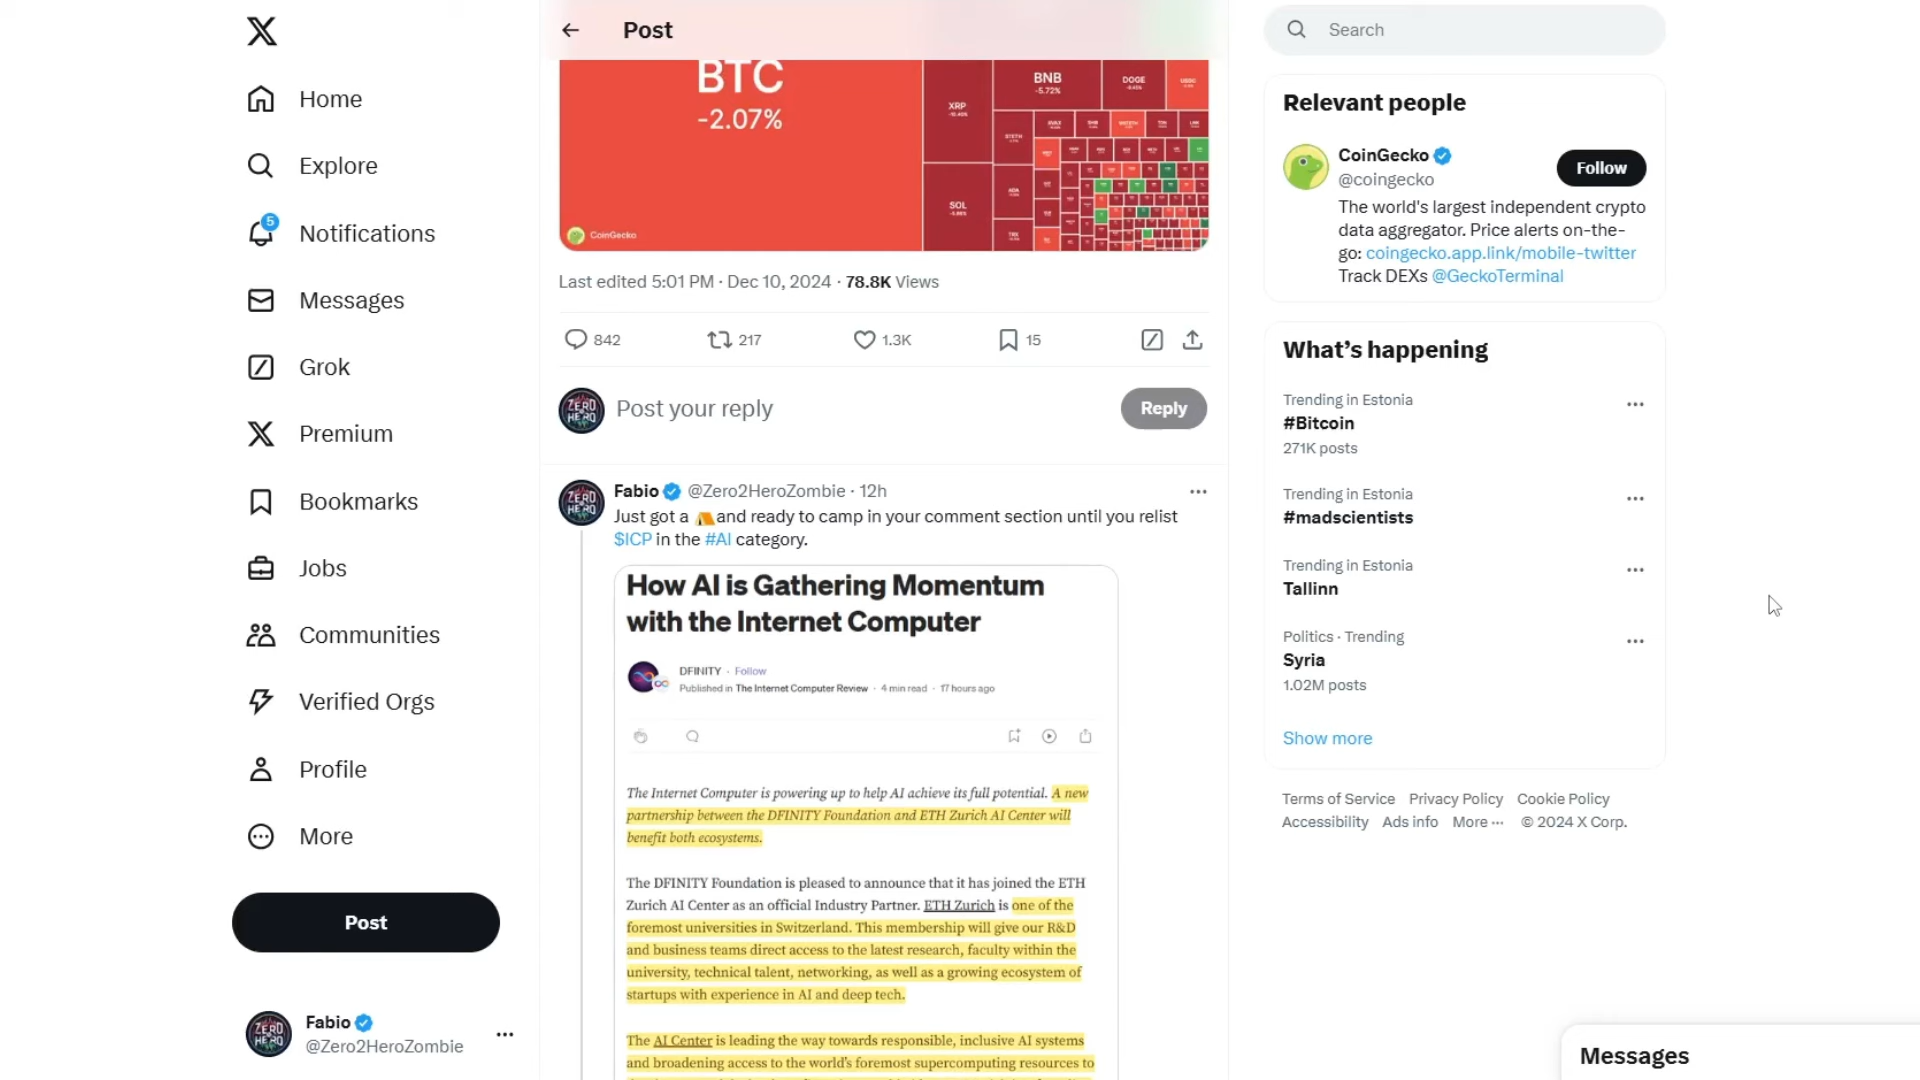 Home
Explore
5
Notifications
Messages
Grok
Premium
Bookmarks
Jobs
Communities
Verified Orgs
Profile
More
Post
Fabio
@Zero2HeroZombie
Post
BTC
-2.07%
XRP
SOL
BNB
-5.72%
DOGE
STETH
ADA
TRX
CoinGecko
Last edited 5:01 PM · Dec 10, 2024 · 78.8K Views
842
217
1.3K
15
ZERO
HERO
Post your reply
Reply
Fabio @Zero2HeroZombie · 12h
Just got a and ready to camp in your comment section until you relist
$ICP in the #AI category.
How AI is Gathering Momentum
with the Internet Computer
DFINITY · Follow
Published in The Internet Computer Review · 4 min read · 17 hours ago
The Internet Computer is powering up to help AI achieve its full potential. A new
partnership between the DFINITY Foundation and ETH Zurich AI Center will
benefit both ecosystems.
The DFINITY Foundation is pleased to announce that it has joined the ETH
Zurich AI Center as an official Industry Partner. ETH Zurich is one of the
foremost universities in Switzerland. This membership will give our R&D
and business teams direct access to the latest research, faculty within the
university, technical talent, networking, as well as a growing ecosystem of
startups with experience in AI and deep tech.
The AI Center is leading the way towards responsible, inclusive AI systems
and broadening access to the world's foremost supercomputing resources to
Search
Relevant people
CoinGecko
@coingecko
Follow
The world's largest independent crypto
data aggregator. Price alerts on-the-
go: coingecko.app.link/mobile-twitter
Track DEXs @GeckoTerminal
What's happening
Trending in Estonia
#Bitcoin
271K posts
Trending in Estonia
#madscientists
Trending in Estonia
Tallinn
Politics · Trending
Syria
1.02M posts
Show more
Terms of Service Privacy Policy Cookie Policy
Accessibility Ads info More ··· © 2024 X Corp.
Messages